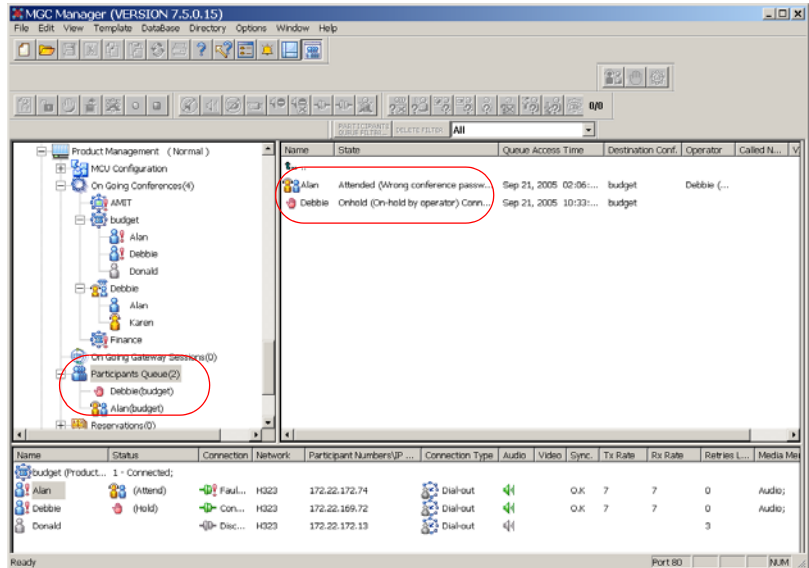 MGC Manager (VERSION 7.5.0.15)
File Edit View Template DataBase Directory Options Window Help
0/0
PARTICIPANTS QUEUE FILTER... DELETE FILTER All
Product Management (Normal)
MCU Configuration
On Going Conferences(4)
AMIT
budget
Alan
Debbie
Donald
Debbie
Alan
Karen
Finance
On Going Gateway Sessions(0)
Participants Queue(2)
Debbie(budget)
Alan(budget)
Reservations(0)
Name State Queue Access Time Destination Conf. Operator Called N... V
..
Alan Attended (Wrong conference passw... Sep 21, 2005 02:06:... budget Debbie (...
Debbie Onhold (On-hold by operator) Conn... Sep 21, 2005 10:33:... budget
Name Status Connection Network Participant Numbers\IP ... Connection Type Audio Video Sync. Tx Rate Rx Rate Retries L... Media Me
budget (Product... 1 - Connected;
Alan (Attend) Faul... H323 172.22.172.74 Dial-out O.K 7 7 0 Audio;
Debbie (Hold) Con... H323 172.22.169.72 Dial-out O.K 7 7 0 Audio;
Donald Disc... H323 172.22.172.13 Dial-out 3
Ready Port 80 NUM